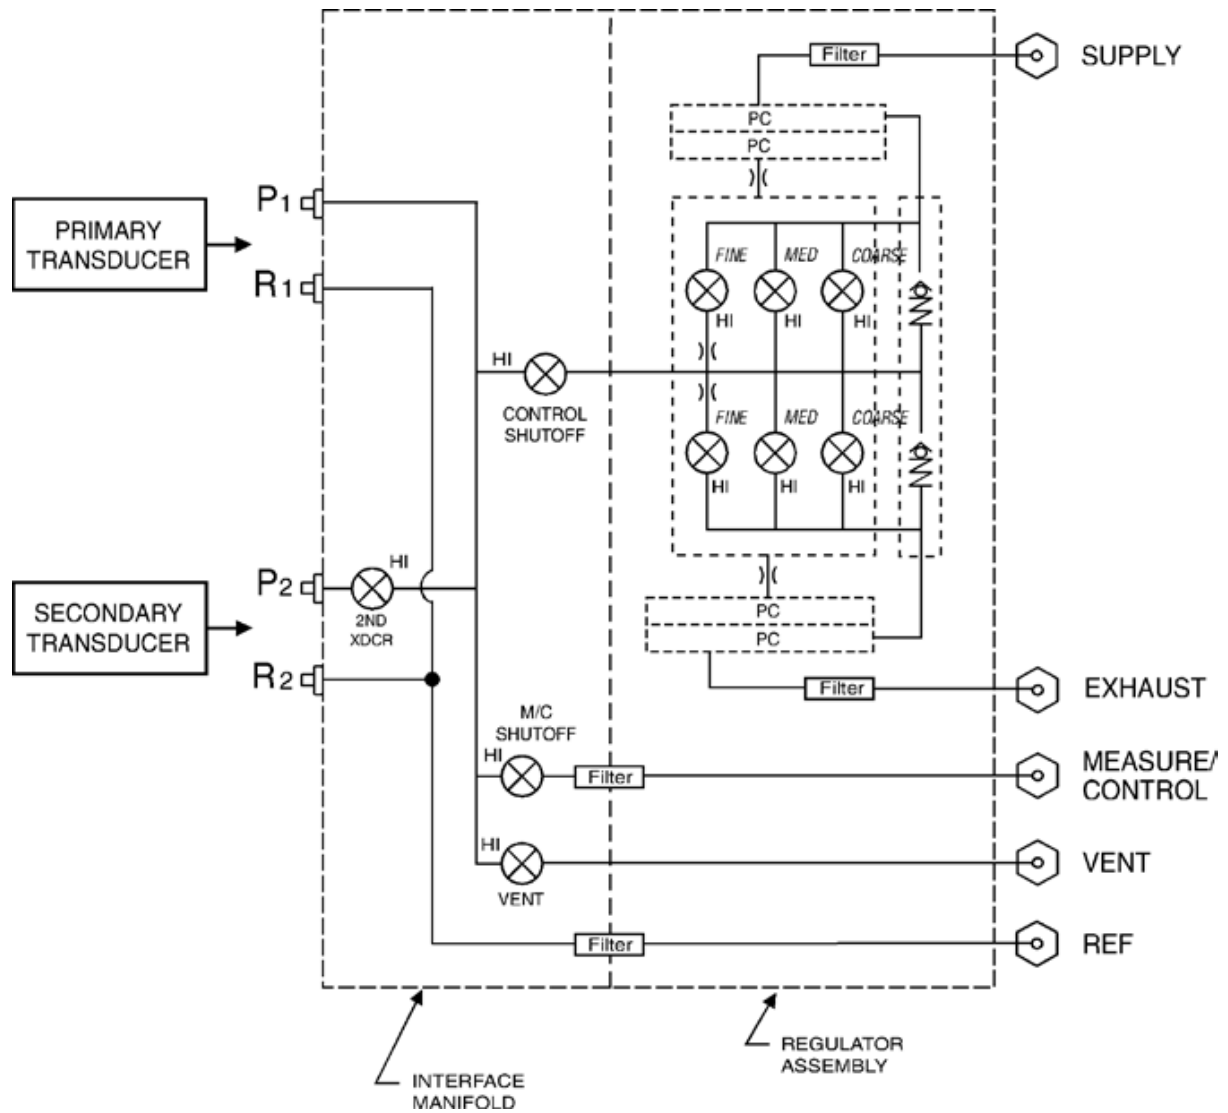 Filter
SUPPLY
PC
PC
P1
PRIMARY
TRANSDUCER
R1
FINE MED COARSE
HI HI HI
HI
CONTROL
SHUTOFF
FINE MED COARSE
HI HI HI
P2
HI
2ND
XDCR
SECONDARY
TRANSDUCER
R2
PC
PC
Filter
EXHAUST
M/C
SHUTOFF
HI
Filter
MEASURE/
CONTROL
HI
VENT
VENT
Filter
REF
REGULATOR
ASSEMBLY
INTERFACE
MANIFOLD